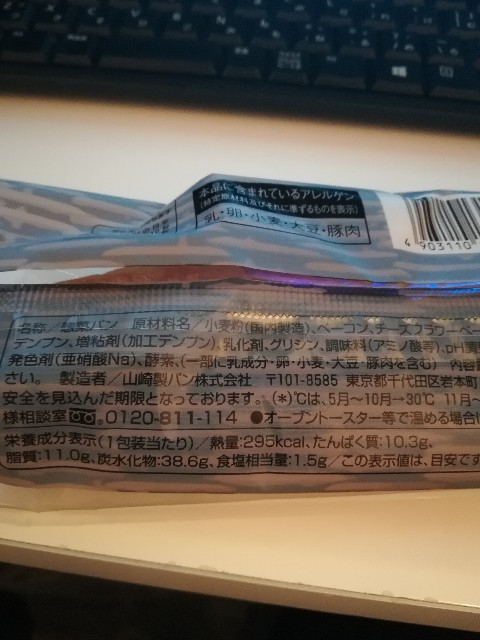 本品に含まれているアレルゲン
(特定原材料及びそれに準ずるものを表示)
乳・卵・小麦・大豆・豚肉
4 903110
名称/惣菜パン 原材料名/小麦粉(国内製造)、ベーコン、チーズフラワーペー
デンプン、増粘剤(加工デンプン)、乳化剤、グリシン、調味料(アミノ酸等)、pH調
発色剤(亜硝酸Na)、酵素、(一部に乳成分・卵・小麦・大豆・豚肉を含む) 内容
さい。 製造者/山崎製パン株式会社 〒101-8585 東京都千代田区岩本町
安全を見込んだ期限となっております。(*)℃は、5月〜10月→30℃ 11月〜
様相談室 0120-811-114 ●オーブントースター等で温める場合
栄養成分表示(1包装当たり)/熱量:295kcal、たんぱく質:10.3g、
脂質:11.0g、炭水化物:38.6g、食塩相当量:1.5g/この表示値は、目安です